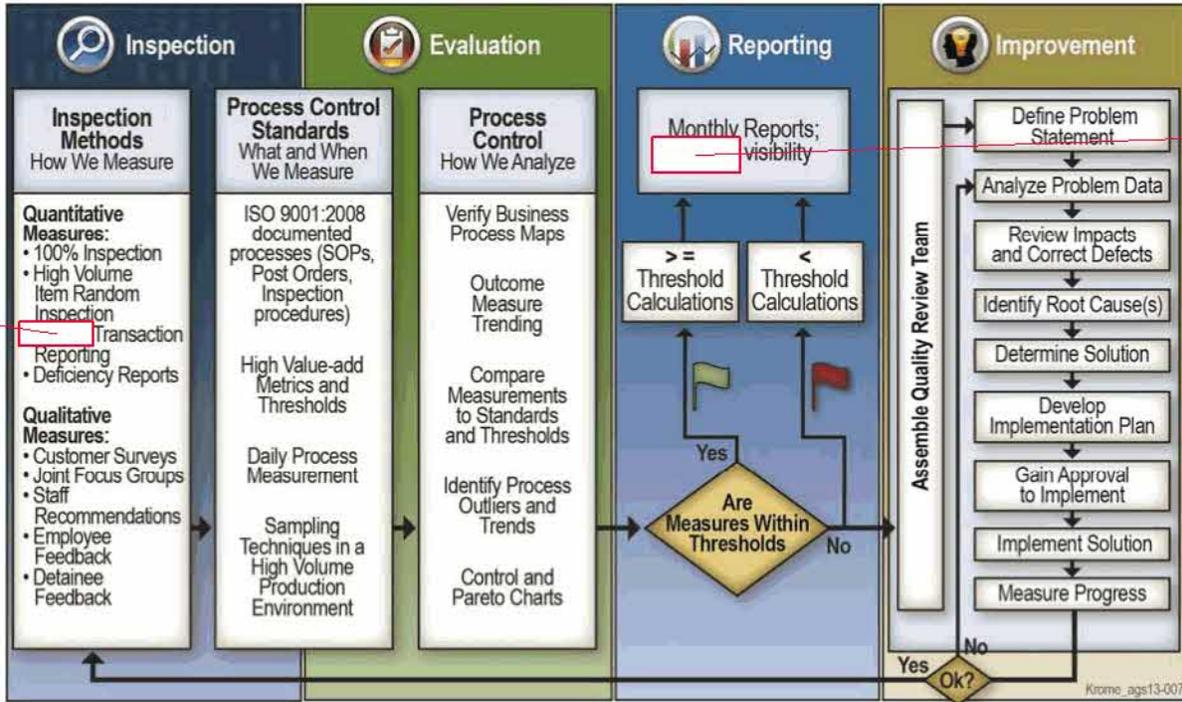 Inspection
Evaluation
Reporting
Improvement
Inspection
Methods
How We Measure
Quantitative
Measures:
• 100% Inspection
• High Volume
Item Random
Inspection
Transaction
Reporting
• Deficiency Reports
Qualitative
Measures:
• Customer Surveys
• Joint Focus Groups
• Staff
Recommendations
• Employee
Feedback
• Detainee
Feedback
Process Control
Standards
What and When
We Measure
ISO 9001:2008
documented
processes (SOPs,
Post Orders,
Inspection
procedures)
High Value-add
Metrics and
Thresholds
Daily Process
Measurement
Sampling
Techniques in a
High Volume
Production
Environment
Process
Control
How We Analyze
Verify Business
Process Maps
Outcome
Measure
Trending
Compare
Measurements
to Standards
and Thresholds
Identify Process
Outliers and
Trends
Control and
Pareto Charts
Monthly Reports;
visibility
> =
Threshold
Calculations
<
Threshold
Calculations
Yes
Are
Measures Within
Thresholds
No
Assemble Quality Review Team
Define Problem
Statement
Analyze Problem Data
Review Impacts
and Correct Defects
Identify Root Cause(s)
Determine Solution
Develop
Implementation Plan
Gain Approval
to Implement
Implement Solution
Measure Progress
No
Yes
Ok?
Krome_ags13-007